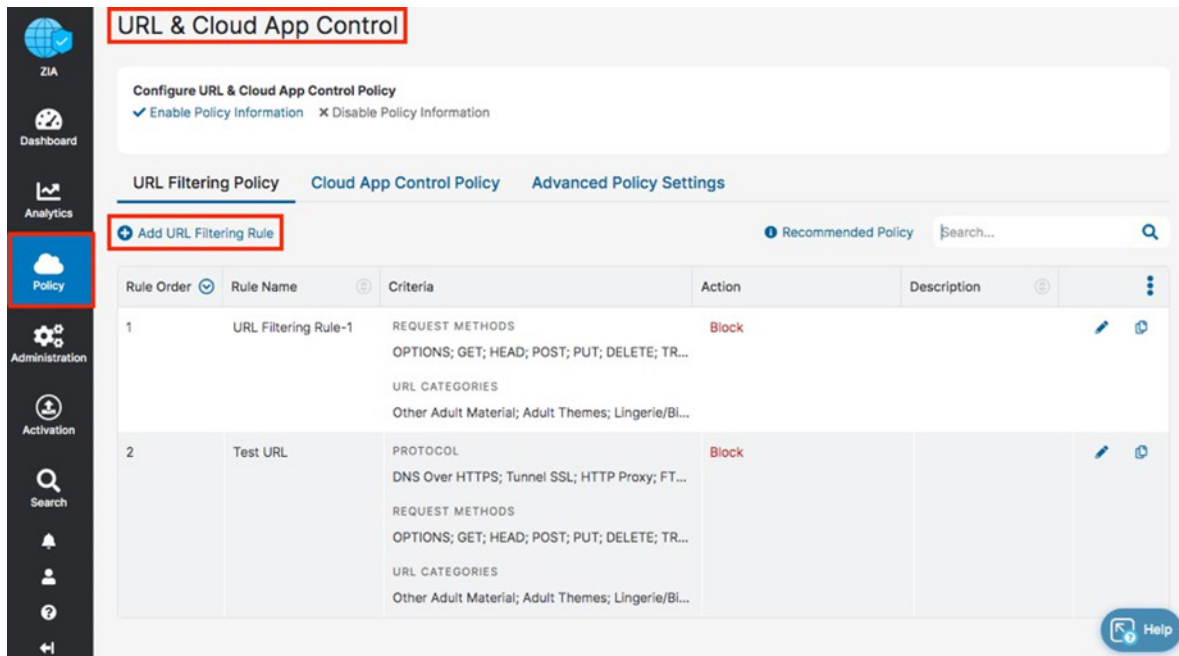 URL & Cloud App Control
ZIA
Configure URL & Cloud App Control Policy
Enable Policy Information Disable Policy Information
Dashboard
URL Filtering Policy Cloud App Control Policy Advanced Policy Settings
Analytics
Add URL Filtering Rule Recommended Policy Search...
Policy
Rule Order Rule Name Criteria Action Description
1 URL Filtering Rule-1 REQUEST METHODS Block
OPTIONS; GET; HEAD; POST; PUT; DELETE; TR...
Administration
URL CATEGORIES
Other Adult Material; Adult Themes; Lingerie/Bi...
Activation
2 Test URL PROTOCOL Block
DNS Over HTTPS; Tunnel SSL; HTTP Proxy; FT...
Search
REQUEST METHODS
OPTIONS; GET; HEAD; POST; PUT; DELETE; TR...
URL CATEGORIES
Other Adult Material; Adult Themes; Lingerie/Bi...
Help